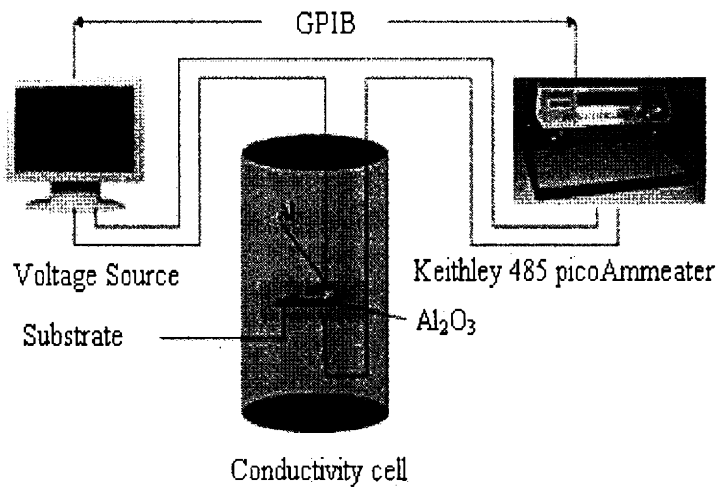 GPIB
Voltage Source
Keithley 485 picoAmmeater
Substrate
Al₂O₃
Conductivity cell